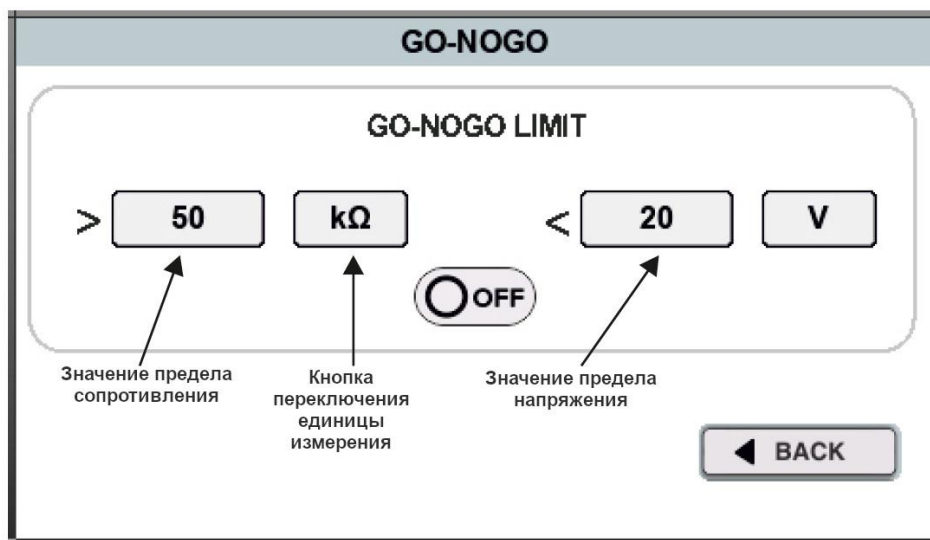 GO-NOGO
GO-NOGO LIMIT
> 50 kΩ < 20 V
OFF
Значение предела
сопротивления
Кнопка
переключения
единицы
измерения
Значение предела
напряжения
BACK